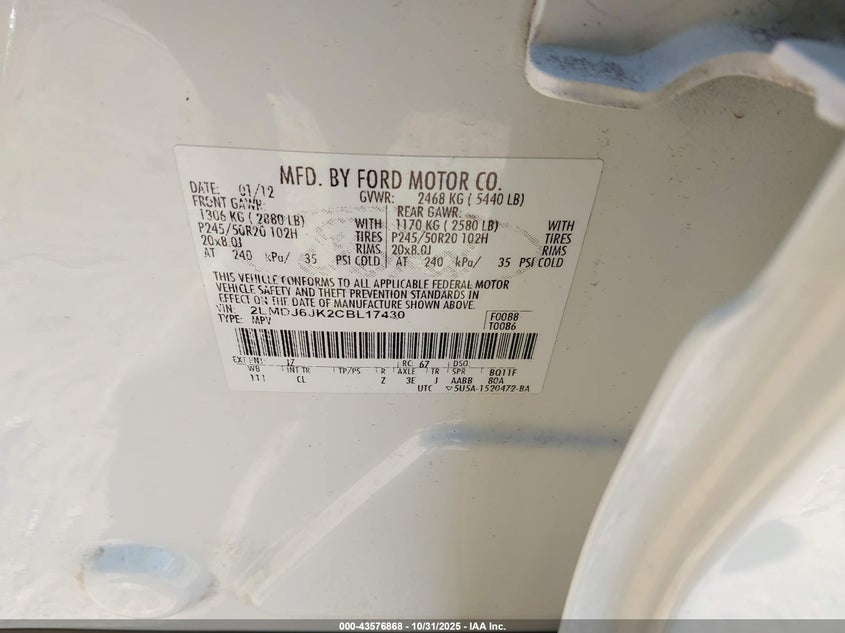 MFD. BY FORD MOTOR CO.
DATE: 01/12 GVWR: 2468 KG ( 5440 LB)
FRONT GAWR: REAR GAWR:
1306 KG ( 2880 LB) WITH 1170 KG ( 2580 LB) WITH
P245/50R20 102H TIRES P245/50R20 102H TIRES
20x8.0J RIMS 20x8.0J RIMS
AT 240 kPa/ 35 PSI COLD AT 240 kPa/ 35 PSI COLD
THIS VEHICLE CONFORMS TO ALL APPLICABLE FEDERAL MOTOR
VEHICLE SAFETY AND THEFT PREVENTION STANDARDS IN
EFFECT ON THE DATE OF MANUFACTURE SHOWN ABOVE.
VIN: 2LMDJ6JK2CBL17430 F0088
TYPE: MPV T0086
EXT PNT: UZ RC: 67 DSO:
WB INT TR TP/PS R AXLE TR SPR BQ11F
111 CL Z 3E J AABB 80A
UTC ▽5U5A-1520472-BA
000-43576868 - 10/31/2025 - IAA Inc.